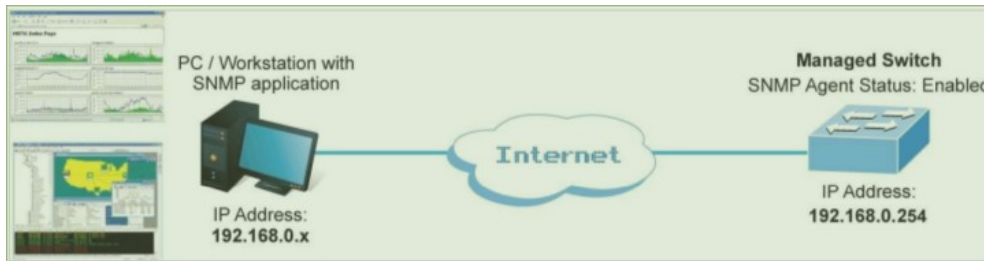 PC / Workstation with
SNMP application
IP Address:
192.168.0.x
Internet
Managed Switch
SNMP Agent Status: Enabled
IP Address:
192.168.0.254